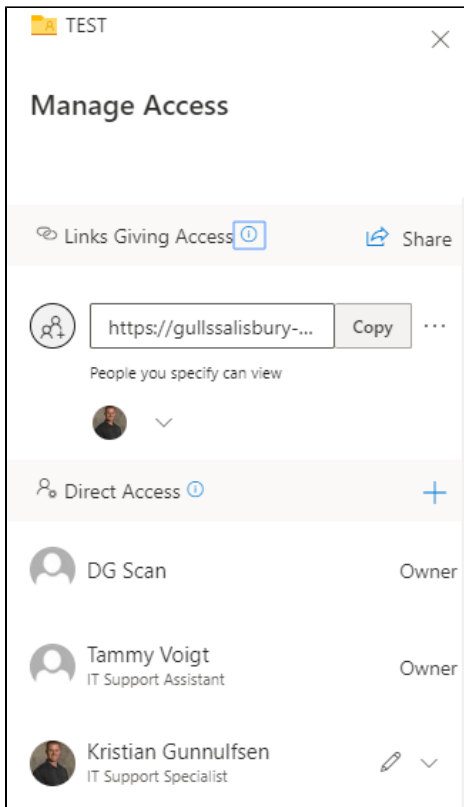 TEST
Manage Access
Links Giving Access
Share
https://gullssalisbury-...
Copy
People you specify can view
Direct Access
DG Scan
Owner
Tammy Voigt
IT Support Assistant
Owner
Kristian Gunnulfsen
IT Support Specialist